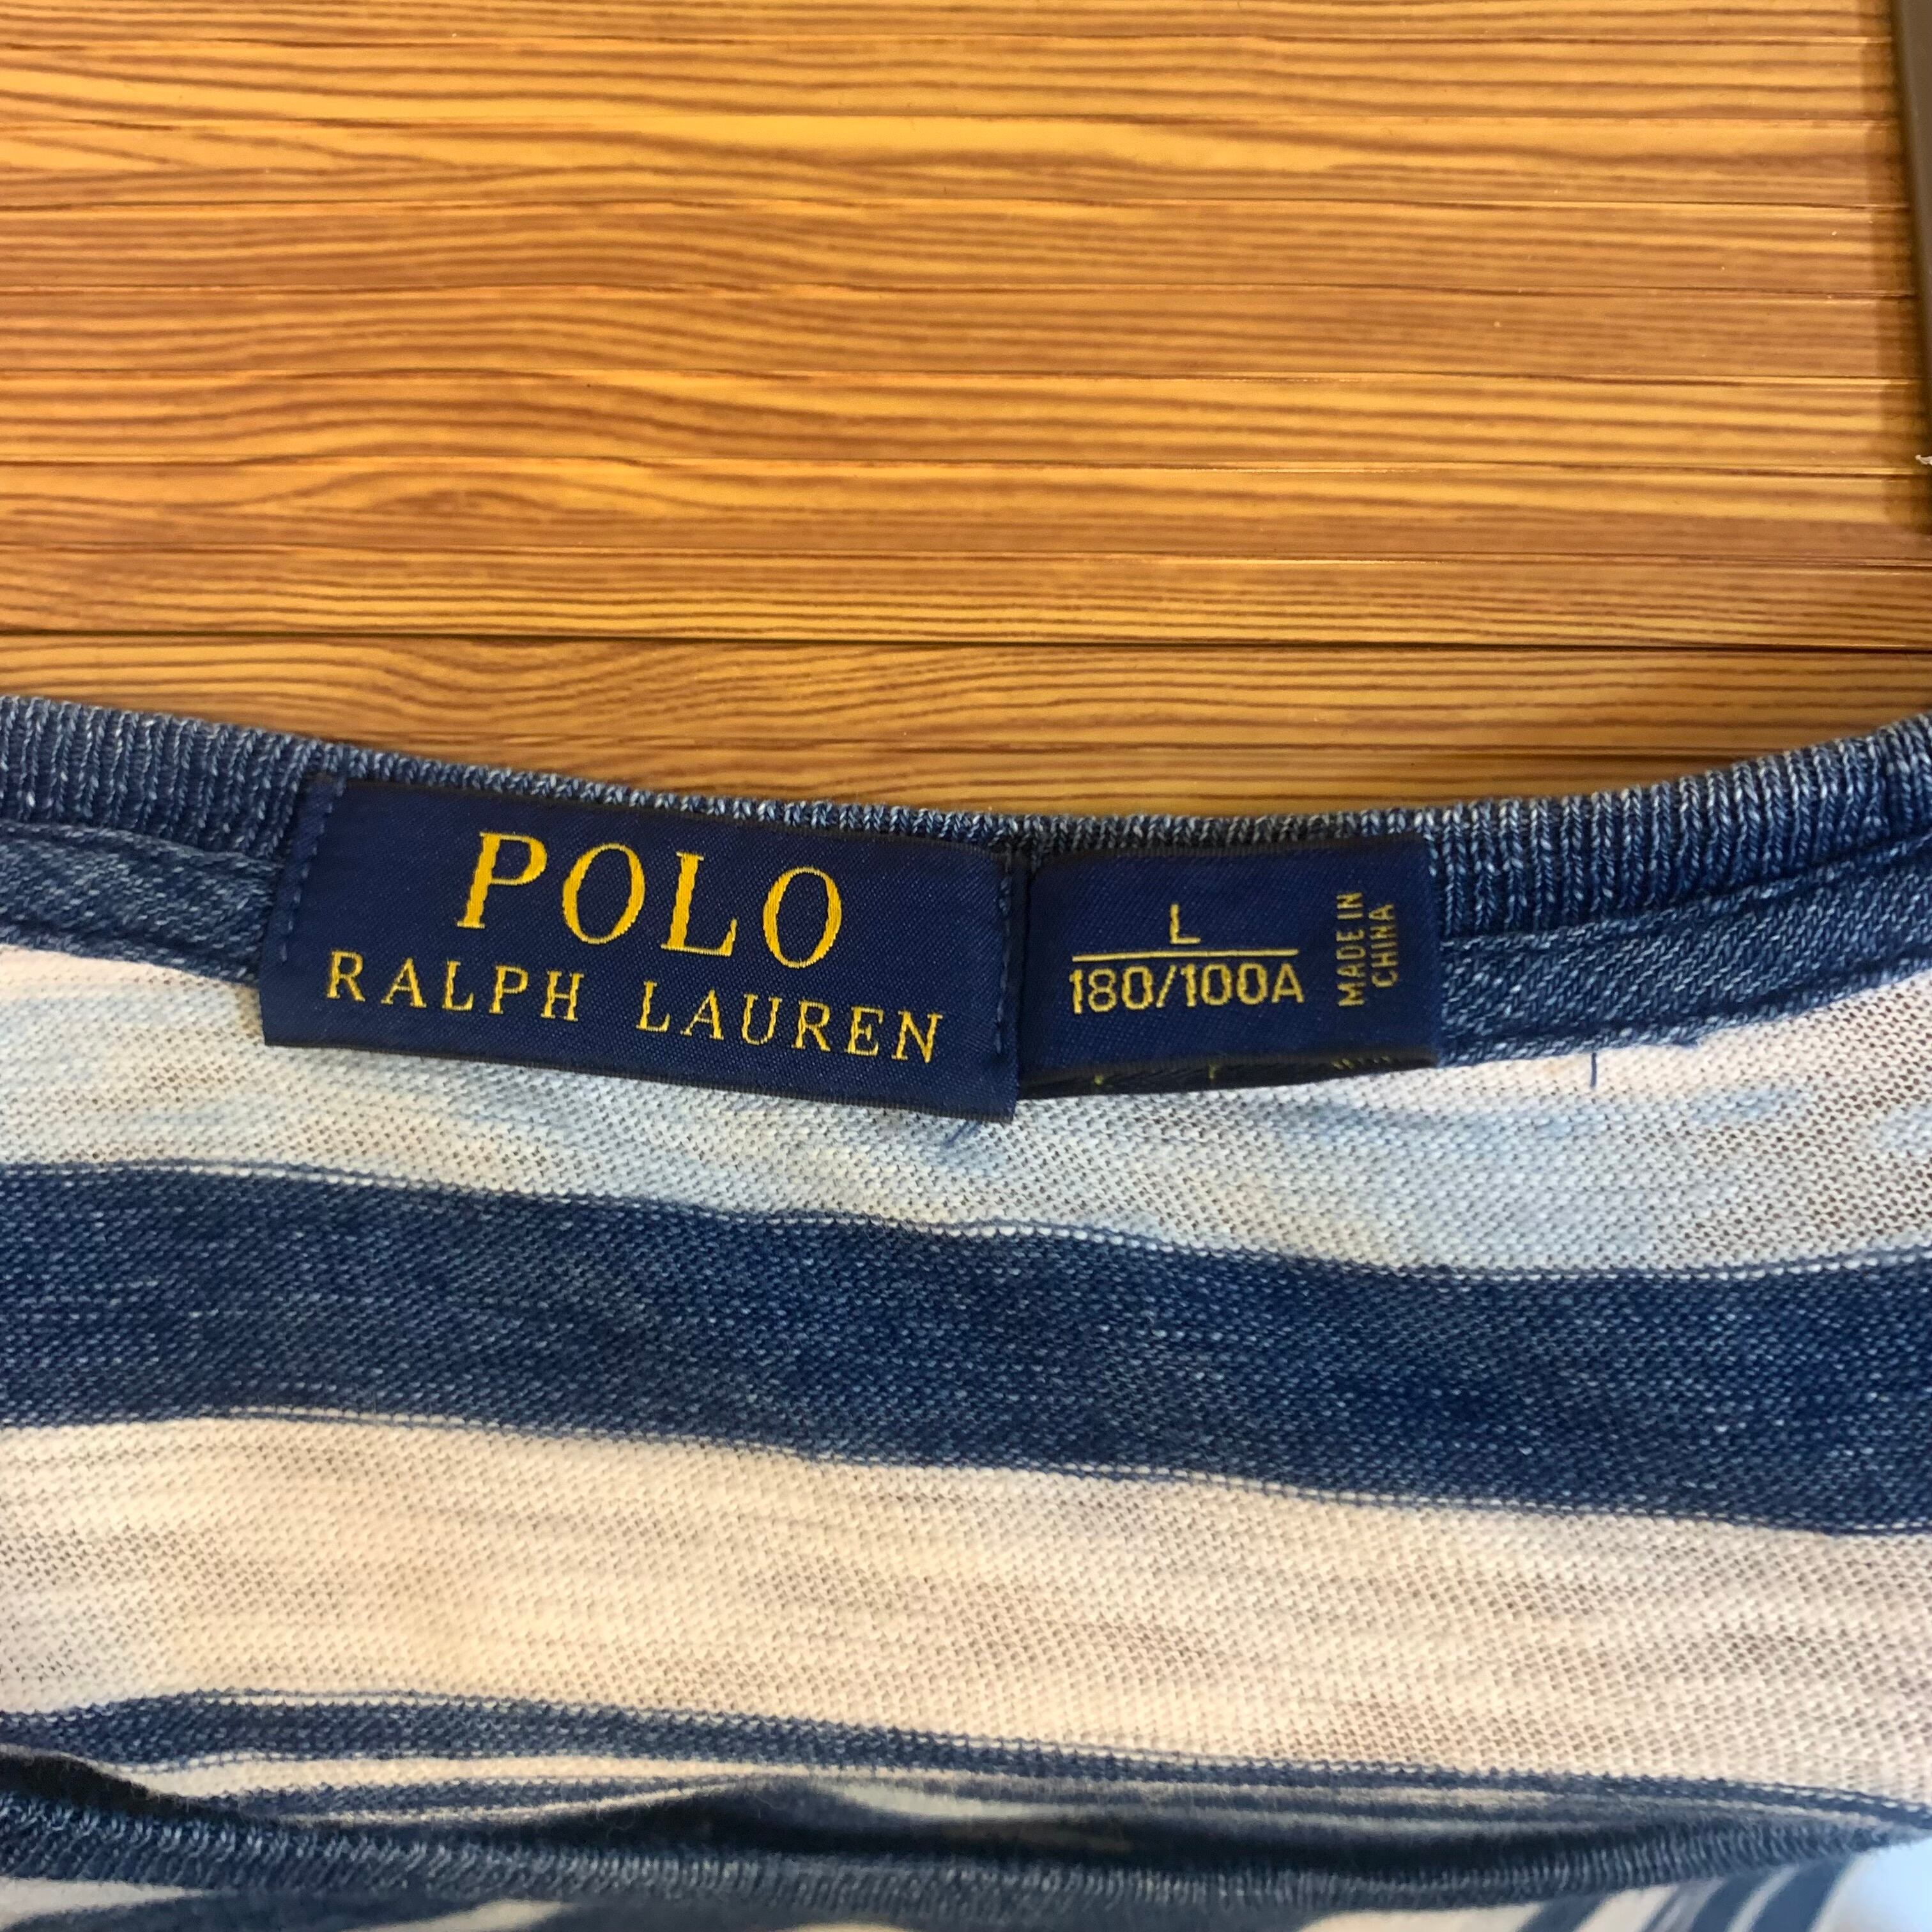 POLO
RALPH LAUREN
L
180/100A
MADE IN
CHINA